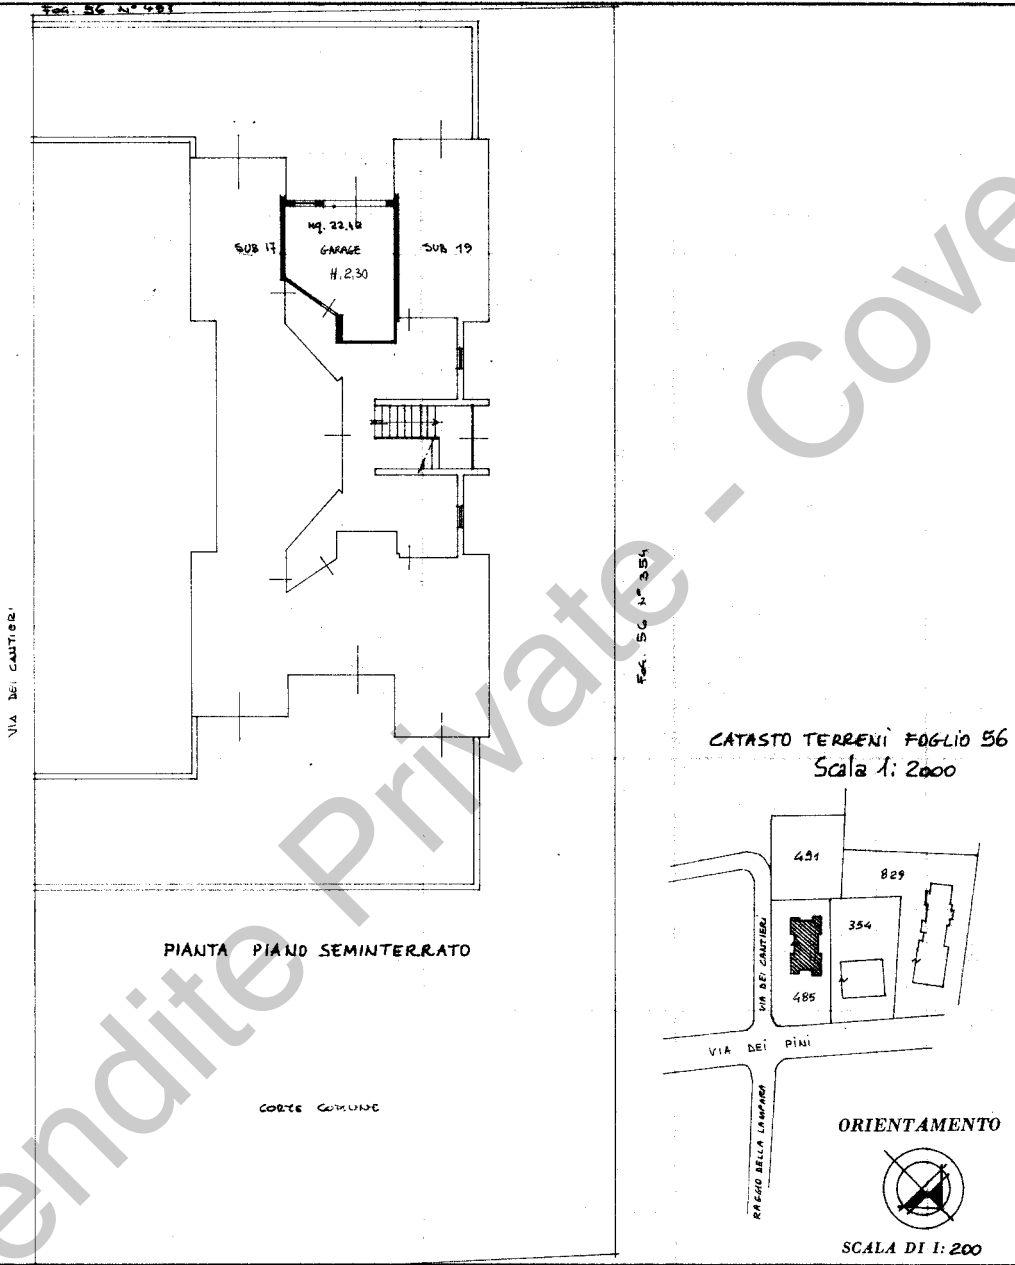 FOG. 56 N° 491
MQ. 22,42
GARAGE
H. 2,30
SUB 17
SUB 19
VIA DEI CANTIERI
FOG. 56 N° 354
CATASTO TERRENI FOGLIO 56
Scala 1: 2000
491
829
354
485
VIA DEI CANTIERI
VIA DEI PINI
RAGGIO DELLA LAMPARA
PIANTA PIANO SEMINTERRATO
CORTE COMUNE
ORIENTAMENTO
SCALA DI 1: 200
endite Private - Cove